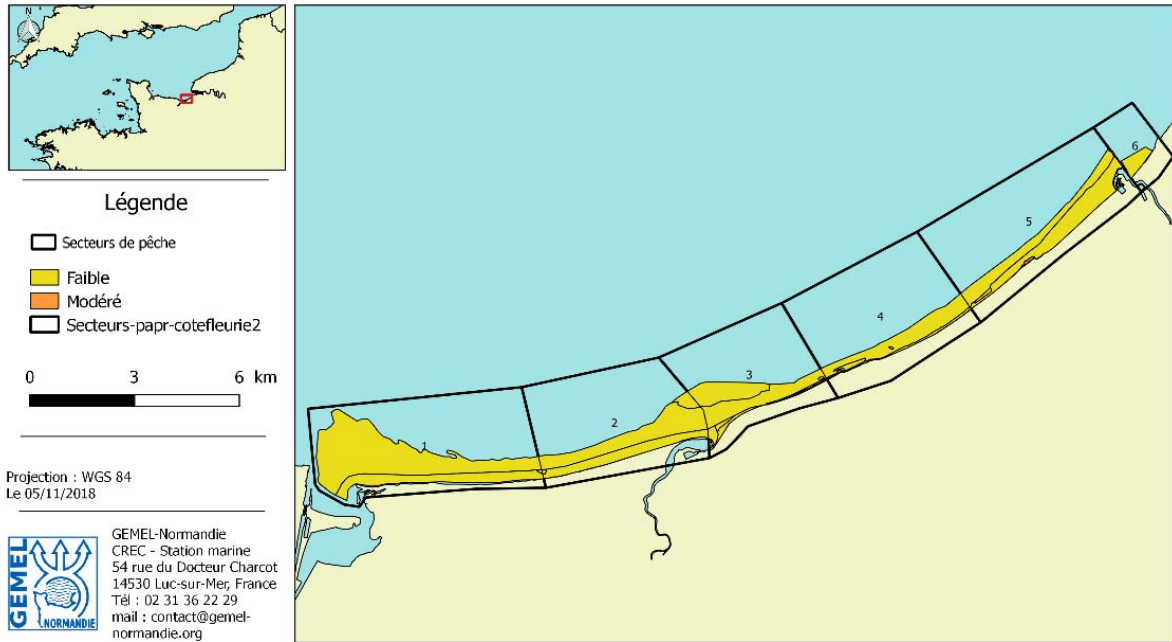 N
Légende
Secteurs de pêche
Faible
Modéré
Secteurs-papr-cotefleurie2
0 3 6 km
Projection : WGS 84
Le 05/11/2018
GEMEL
NORMANDIE
GEMEL-Normandie
CREC - Station marine
54 rue du Docteur Charcot
14530 Luc-sur-Mer, France
Tél : 02 31 36 22 29
mail : contact@gemel-
normandie.org
1
2
3
4
5
6